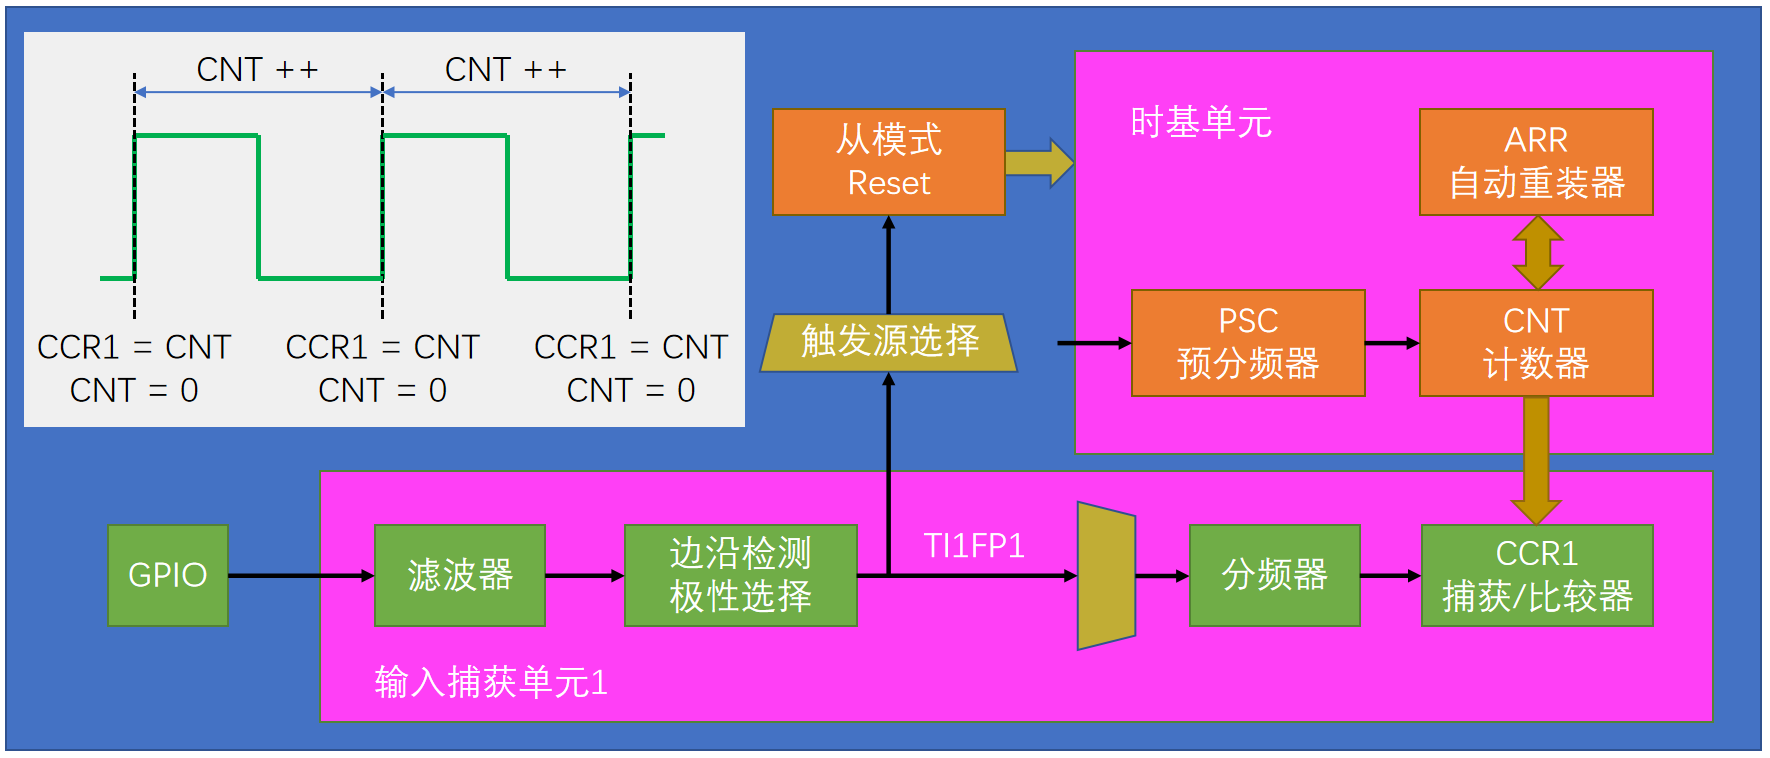 CNT ++
CNT ++
CCR1 = CNT
CNT = 0
CCR1 = CNT
CNT = 0
CCR1 = CNT
CNT = 0
从模式
Reset
触发源选择
时基单元
ARR
自动重装器
PSC
预分频器
CNT
计数器
GPIO
滤波器
边沿检测
极性选择
TI1FP1
分频器
CCR1
捕获/比较器
输入捕获单元1